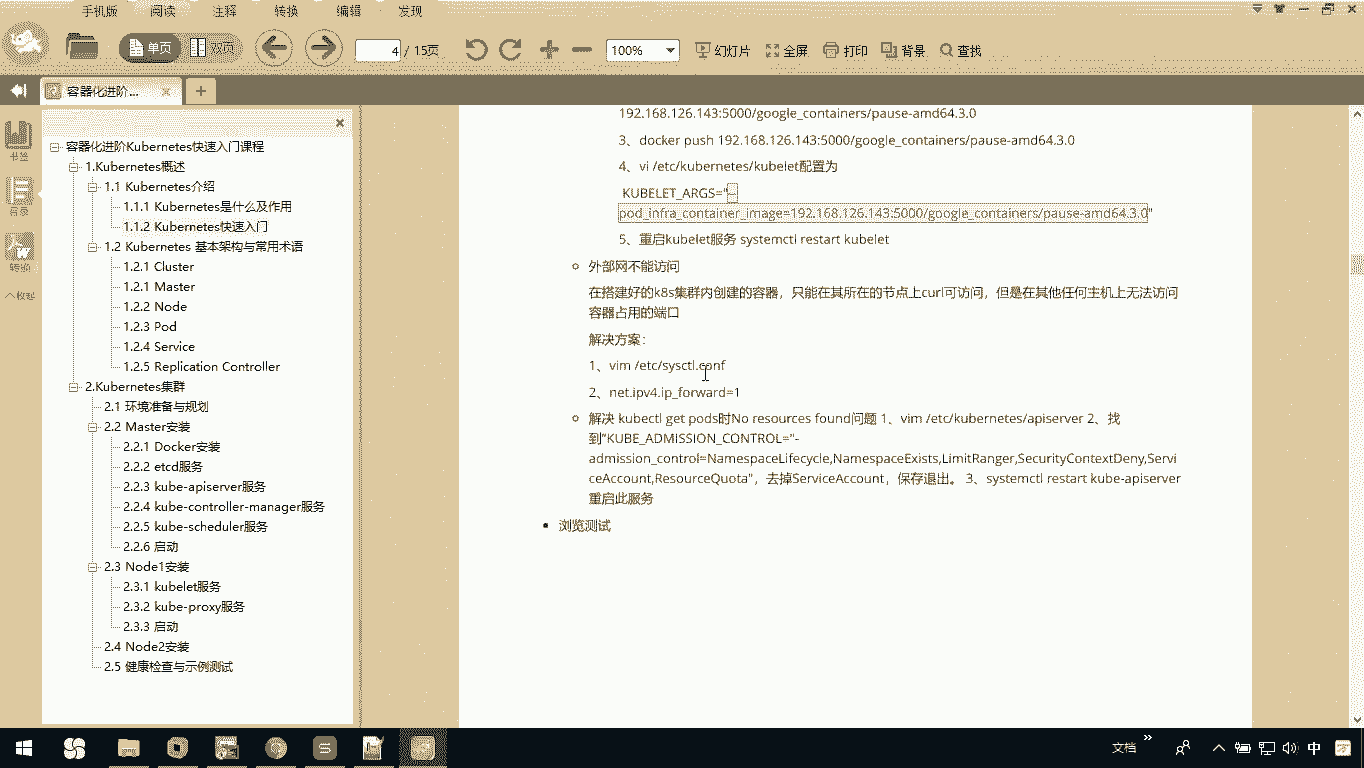 手机版 阅读 注释 转换 编辑 发现
单页 双页 4 / 15页 100% 幻灯片 全屏 打印 背景 查找
容器化进阶...
书签
目录
转换
收起
容器化进阶Kubernetes快速入门课程
1.Kubernetes概述
1.1 Kubernetes介绍
1.1.1 Kubernetes是什么及作用
1.1.2 Kubernetes快速入门
1.2 Kubernetes 基本架构与常用术语
1.2.1 Cluster
1.2.1 Master
1.2.2 Node
1.2.3 Pod
1.2.4 Service
1.2.5 Replication Controller
2.Kubernetes集群
2.1 环境准备与规划
2.2 Master安装
2.2.1 Docker安装
2.2.2 etcd服务
2.2.3 kube-apiserver服务
2.2.4 kube-controller-manager服务
2.2.5 kube-scheduler服务
2.2.6 启动
2.3 Node1安装
2.3.1 kubelet服务
2.3.2 kube-proxy服务
2.3.3 启动
2.4 Node2安装
2.5 健康检查与示例测试
192.168.126.143:5000/google_containers/pause-amd64.3.0
3、docker push 192.168.126.143:5000/google_containers/pause-amd64.3.0
4、vi /etc/kubernetes/kubelet配置为
KUBELET_ARGS="--
pod_infra_container_image=192.168.126.143:5000/google_containers/pause-amd64.3.0"
5、重启kubelet服务 systemctl restart kubelet
外部网不能访问
在搭建好的k8s集群内创建的容器，只能在其所在的节点上curl可访问，但是在其他任何主机上无法访问
容器占用的端口
解决方案：
1、vim /etc/sysctl.conf
2、net.ipv4.ip_forward=1
解决 kubectl get pods时No resources found问题 1、vim /etc/kubernetes/apiserver 2、找
到"KUBE_ADMISSION_CONTROL="-
admission_control=NamespaceLifecycle,NamespaceExists,LimitRanger,SecurityContextDeny,Servi
ceAccount,ResourceQuota"，去掉ServiceAccount，保存退出。 3、systemctl restart kube-apiserver
重启此服务
浏览测试
文档 中